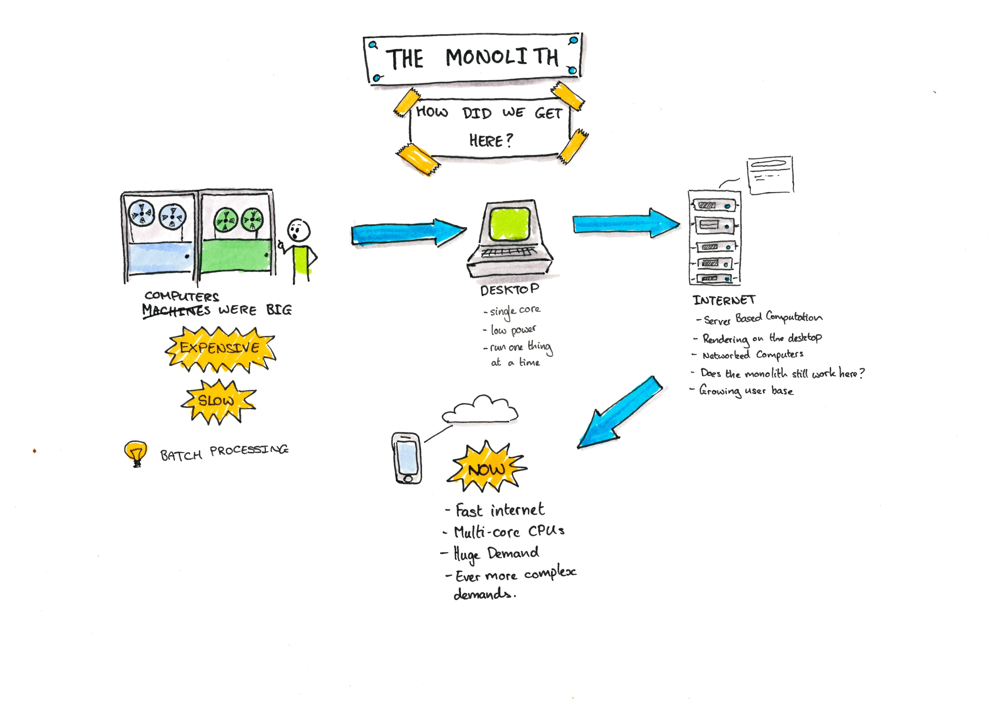 THE MONOLITH
HOW DID WE GET
HERE?
COMPUTERS
MACHINES WERE BIG
EXPENSIVE
SLOW
BATCH PROCESSING
DESKTOP
- single core
- low power
- run one thing
at a time
INTERNET
- Server Based Computation
- Rendering on the desktop
- Networked Computers
- Does the monolith still work here?
- Growing user base
NOW
- Fast internet
- Multi-core CPUs
- Huge Demand
- Ever more complex
demands.